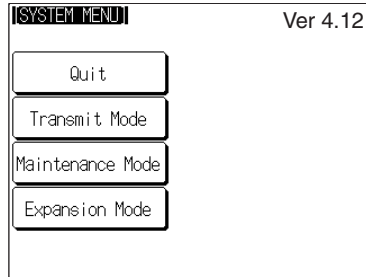 [SYSTEM MENU]
Ver 4.12
Quit
Transmit Mode
Maintenance Mode
Expansion Mode